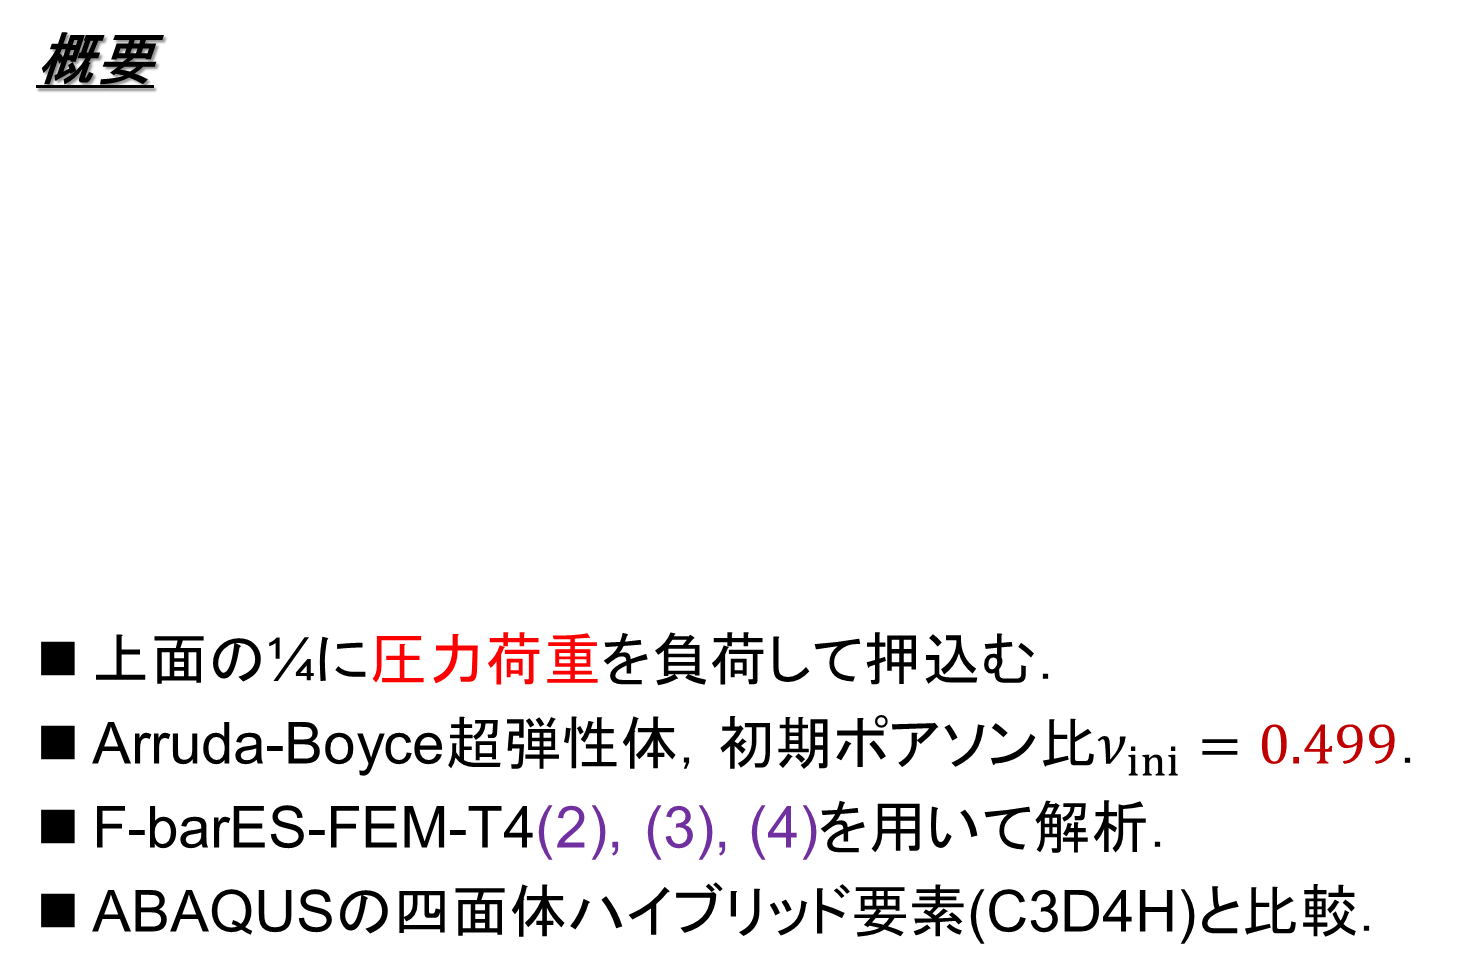 概要
■ 上面の¼に圧力荷重を負荷して押込む．
■ Arruda-Boyce超弾性体，初期ポアソン比ν_ini = 0.499．
■ F-barES-FEM-T4(2), (3), (4)を用いて解析．
■ ABAQUSの四面体ハイブリッド要素(C3D4H)と比較．